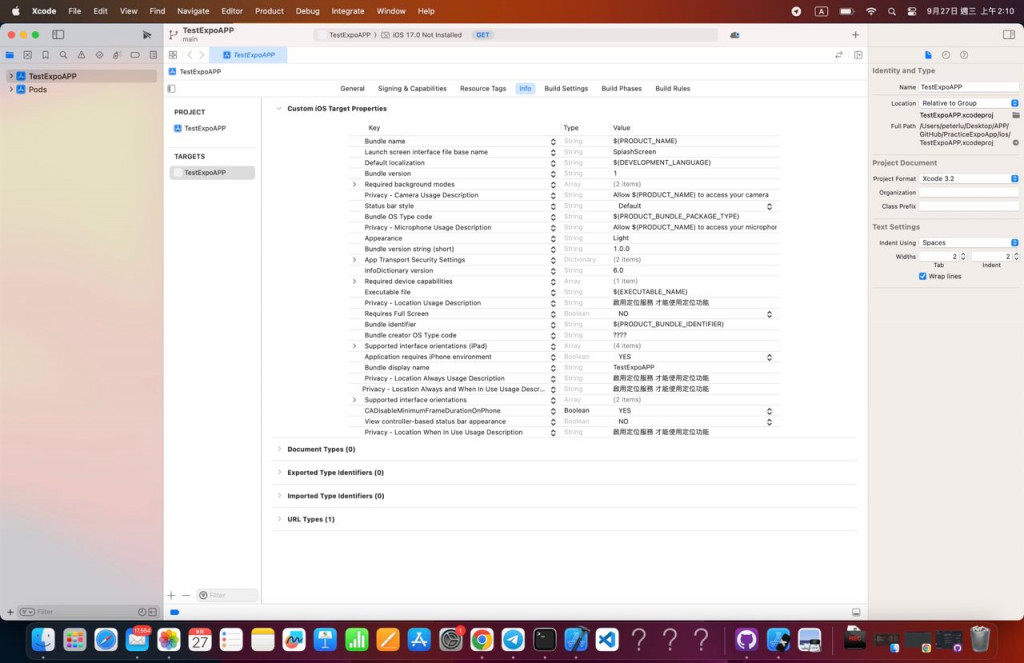 Xcode File Edit View Find Navigate Editor Product Debug Integrate Window Help
A
9月27日 週三 上午2:10
TestExpoAPP
main
TestExpoAPP 〉 iOS 17.0 Not Installed GET
TestExpoAPP
TestExpoAPP
TestExpoAPP
Pods
General Signing & Capabilities Resource Tags Info Build Settings Build Phases Build Rules
PROJECT
TestExpoAPP
TARGETS
TestExpoAPP
Custom iOS Target Properties
Key Type Value
Bundle name String $(PRODUCT_NAME)
Launch screen interface file base name String SplashScreen
Default localization String $(DEVELOPMENT_LANGUAGE)
Bundle version String 1
Required background modes Array (2 items)
Privacy - Camera Usage Description String Allow $(PRODUCT_NAME) to access your camera
Status bar style String Default
Bundle OS Type code String $(PRODUCT_BUNDLE_PACKAGE_TYPE)
Privacy - Microphone Usage Description String Allow $(PRODUCT_NAME) to access your microphor
Appearance String Light
Bundle version string (short) String 1.0.0
App Transport Security Settings Dictionary (2 items)
InfoDictionary version String 6.0
Required device capabilities Array (1 item)
Executable file String $(EXECUTABLE_NAME)
Privacy - Location Usage Description String 啟用定位服務 才能使用定位功能
Requires Full Screen Boolean NO
Bundle identifier String $(PRODUCT_BUNDLE_IDENTIFIER)
Bundle creator OS Type code String ????
Supported interface orientations (iPad) Array (4 items)
Application requires iPhone environment Boolean YES
Bundle display name String TestExpoAPP
Privacy - Location Always Usage Description String 啟用定位服務 才能使用定位功能
Privacy - Location Always and When In Use Usage Descr... String 啟用定位服務 才能使用定位功能
Supported interface orientations Array (2 items)
CADisableMinimumFrameDurationOnPhone Boolean YES
View controller-based status bar appearance Boolean NO
Privacy - Location When In Use Usage Description String 啟用定位服務 才能使用定位功能
Document Types (0)
Exported Type Identifiers (0)
Imported Type Identifiers (0)
URL Types (1)
Identity and Type
Name TestExpoAPP
Location Relative to Group
TestExpoAPP.xcodeproj
Full Path /Users/peterlu/Desktop/APP/
GitHub/PracticeExpoApp/ios/
TestExpoAPP.xcodeproj
Project Document
Project Format Xcode 3.2
Organization
Class Prefix
Text Settings
Indent Using Spaces
Widths 2 2
Tab Indent
Wrap lines
Filter
Filter
9月
27